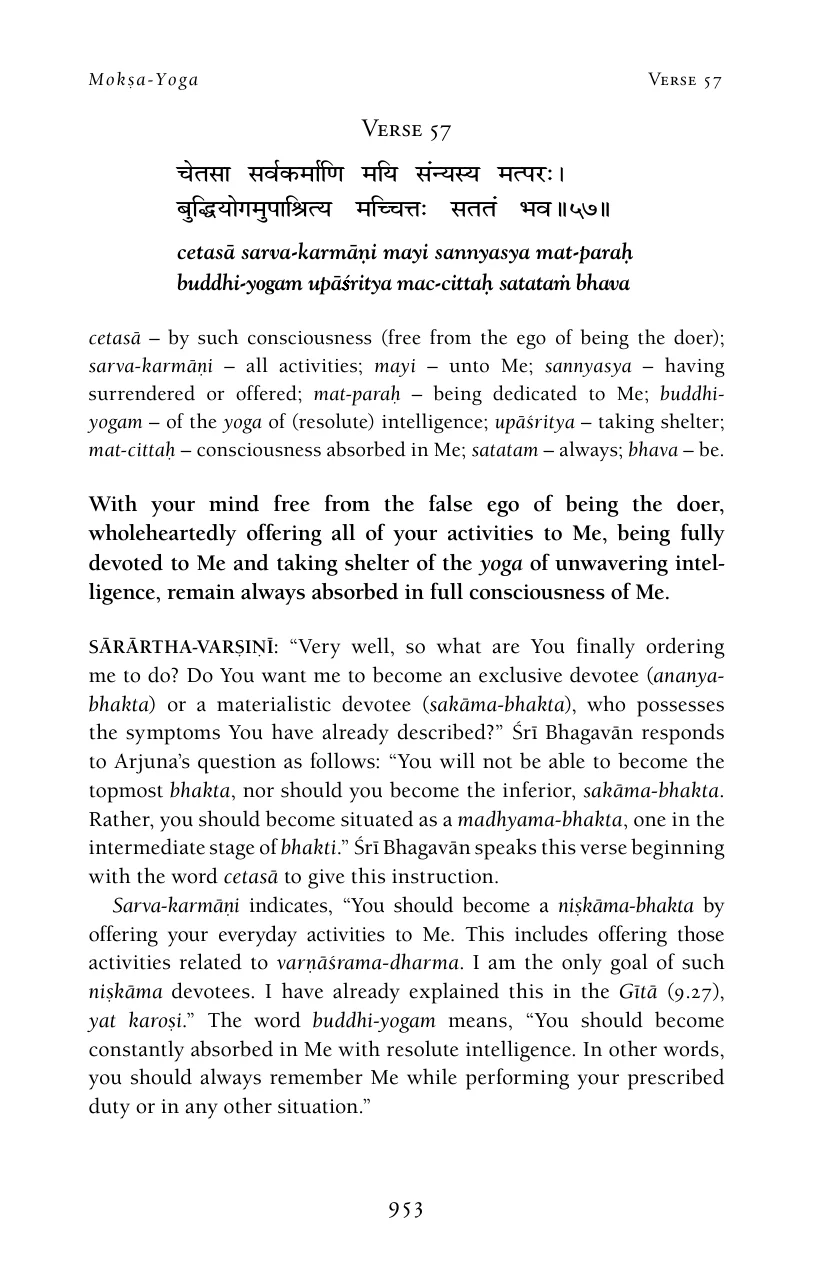 Mokṣa-Yoga Verse 57
Verse 57
चेतसा सर्वकर्माणि मयि संन्यस्य मत्परः।
बुद्धियोगमुपाश्रित्य मच्चित्तः सततं भव॥५७॥
cetasā sarva-karmāṇi mayi sannyasya mat-paraḥ
buddhi-yogam upāśritya mac-cittaḥ satataṁ bhava
cetasā – by such consciousness (free from the ego of being the doer);
sarva-karmāṇi – all activities; mayi – unto Me; sannyasya – having
surrendered or offered; mat-paraḥ – being dedicated to Me; buddhi-
yogam – of the yoga of (resolute) intelligence; upāśritya – taking shelter;
mat-cittaḥ – consciousness absorbed in Me; satatam – always; bhava – be.
With your mind free from the false ego of being the doer,
wholeheartedly offering all of your activities to Me, being fully
devoted to Me and taking shelter of the yoga of unwavering intel-
ligence, remain always absorbed in full consciousness of Me.
SĀRĀRTHA-VARṢIṆĪ: “Very well, so what are You finally ordering
me to do? Do You want me to become an exclusive devotee (ananya-
bhakta) or a materialistic devotee (sakāma-bhakta), who possesses
the symptoms You have already described?” Śrī Bhagavān responds
to Arjuna’s question as follows: “You will not be able to become the
topmost bhakta, nor should you become the inferior, sakāma-bhakta.
Rather, you should become situated as a madhyama-bhakta, one in the
intermediate stage of bhakti.” Śrī Bhagavān speaks this verse beginning
with the word cetasā to give this instruction.
Sarva-karmāṇi indicates, “You should become a niṣkāma-bhakta by
offering your everyday activities to Me. This includes offering those
activities related to varṇāśrama-dharma. I am the only goal of such
niṣkāma devotees. I have already explained this in the Gītā (9.27),
yat karoṣi.” The word buddhi-yogam means, “You should become
constantly absorbed in Me with resolute intelligence. In other words,
you should always remember Me while performing your prescribed
duty or in any other situation.”
953